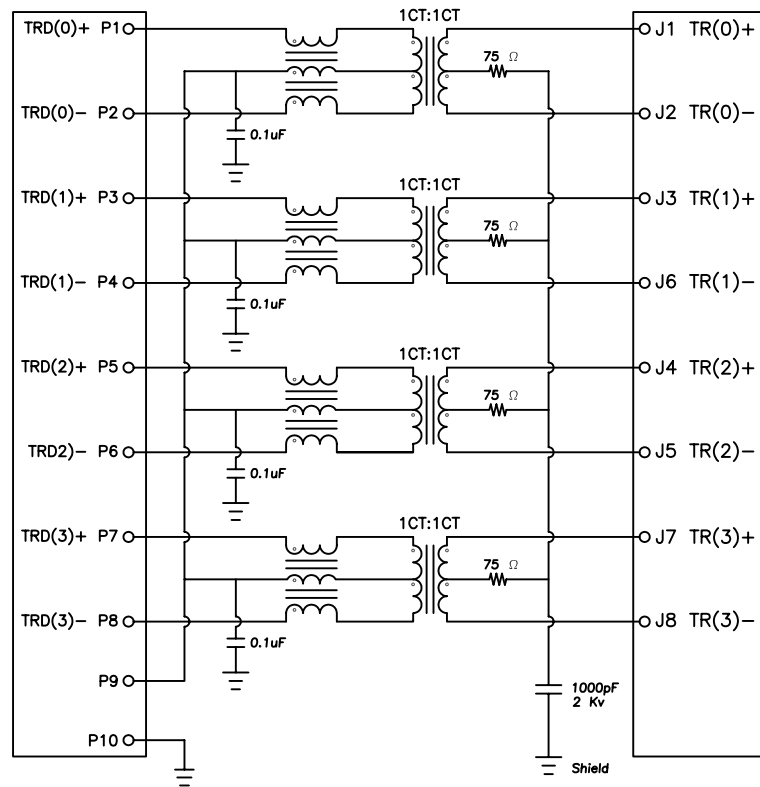 1CT:1CT
TRD(0)+ P1
J1 TR(0)+
75 Ω
TRD(0)- P2
J2 TR(0)-
0.1uF
1CT:1CT
TRD(1)+ P3
J3 TR(1)+
75 Ω
TRD(1)- P4
J6 TR(1)-
0.1uF
1CT:1CT
TRD(2)+ P5
J4 TR(2)+
75 Ω
TRD2)- P6
J5 TR(2)-
0.1uF
1CT:1CT
TRD(3)+ P7
J7 TR(3)+
75 Ω
TRD(3)- P8
J8 TR(3)-
0.1uF
P9
1000pF
2 Kv
P10
Shield